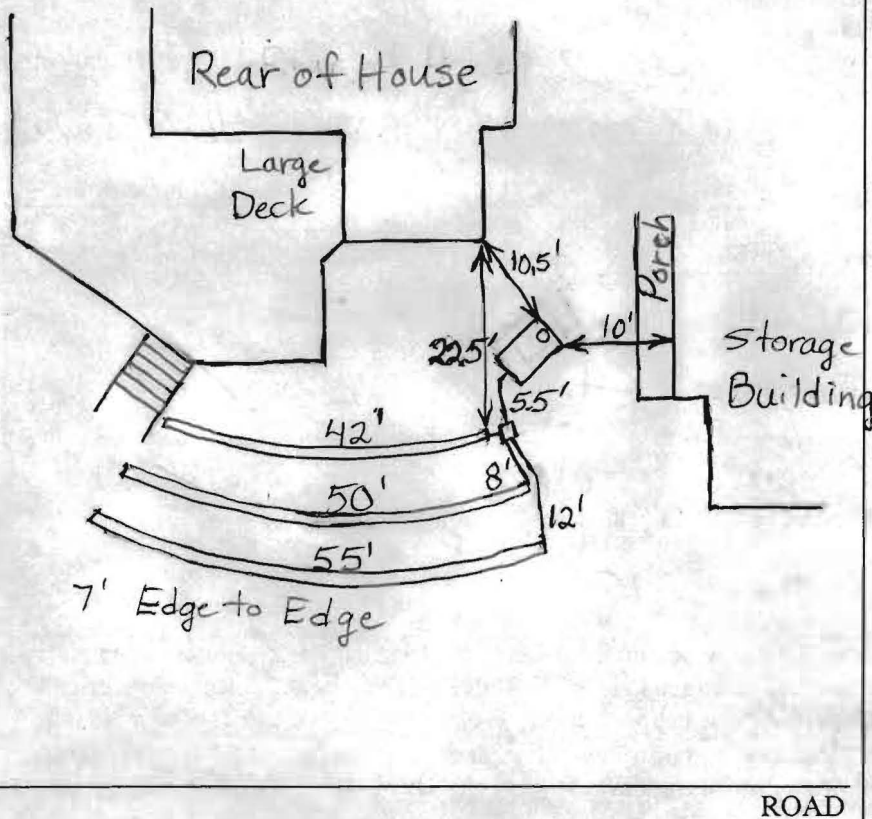 Rear of House
Large
Deck
10.5'
Porch
22.5'
10'
Storage
Building
5.5'
42'
8'
50'
12'
55'
7' Edge to Edge
ROAD